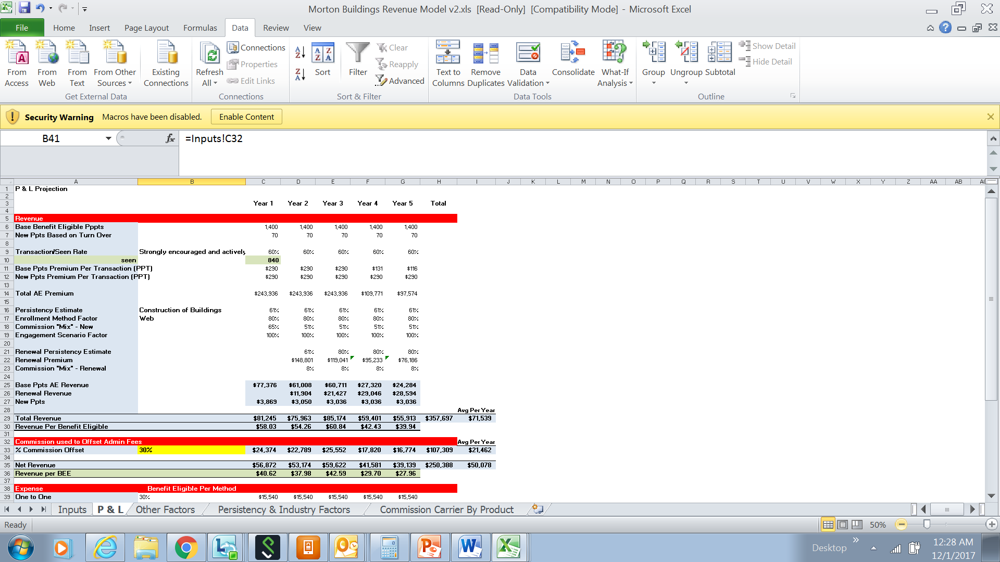 Morton Buildings Revenue Model v2.xls [Read-Only] [Compatibility Mode] - Microsoft Excel
File Home Insert Page Layout Formulas Data Review View
From Access From Web From Text From Other Sources Existing Connections Refresh All Connections Properties Edit Links Sort Filter Clear Reapply Advanced Text to Columns Remove Duplicates Data Validation Consolidate What-If Analysis Group Ungroup Subtotal Show Detail Hide Detail
Get External Data Connections Sort & Filter Data Tools Outline
Security Warning Macros have been disabled. Enable Content
B41 fx =Inputs!C32
A B C D E F G H I J K L M N O P Q R S T U V W X Y Z AA AB
1 P & L Projection
2
3 Year 1 Year 2 Year 3 Year 4 Year 5 Total
4
5 Revenue
6 Base Benefit Eligible Pppts 1,400 1,400 1,400 1,400 1,400
7 New Ppts Based on Turn Over 70 70 70 70 70
8
9 Transaction/Seen Rate Strongly encouraged and actively 60% 60% 60% 60% 60%
10 seen 840
11 Base Ppts Premium Per Transaction (PPT) $290 $290 $290 $131 $116
12 New Ppts Premium Per Transaction (PPT) $290 $290 $290 $290 $290
13
14 Total AE Premium $243,936 $243,936 $243,936 $109,771 $97,574
15
16 Persistency Estimate Construction of Buildings 61% 61% 61% 61% 61%
17 Enrollment Method Factor Web 80% 80% 80% 80% 80%
18 Commission "Mix" - New 65% 51% 51% 51% 51%
19 Engagement Scenario Factor 100% 100% 100% 100% 100%
20
21 Renewal Persistency Estimate 61% 80% 80% 80%
22 Renewal Premium $148,801 $119,041 $95,233 $76,186
23 Commission "Mix" - Renewal 8% 8% 8% 8%
24
25 Base Ppts AE Revenue $77,376 $61,008 $60,711 $27,320 $24,284
26 Renewal Revenue $11,904 $21,427 $29,046 $28,594
27 New Ppts $3,869 $3,050 $3,036 $3,036 $3,036
28 Avg Per Year
29 Total Revenue $81,245 $75,963 $85,174 $59,401 $55,913 $357,697 $71,539
30 Revenue Per Benefit Eligible $58.03 $54.26 $60.84 $42.43 $39.94
31
32 Commission used to Offset Admin Fees Avg Per Year
33 % Commission Offset 30% $24,374 $22,789 $25,552 $17,820 $16,774 $107,309 $21,462
34
35 Net Revenue $56,872 $53,174 $59,622 $41,581 $39,139 $250,388 $50,078
36 Revenue per BEE $40.62 $37.98 $42.59 $29.70 $27.96
37
38 Expense Benefit Eligible Per Method
39 One to One 30% $15,540 $15,540 $15,540 $15,540 $15,540
Inputs P & L Other Factors Persistency & Industry Factors Commission Carrier By Product
Ready 50%
Desktop 12:28 AM
12/1/2017